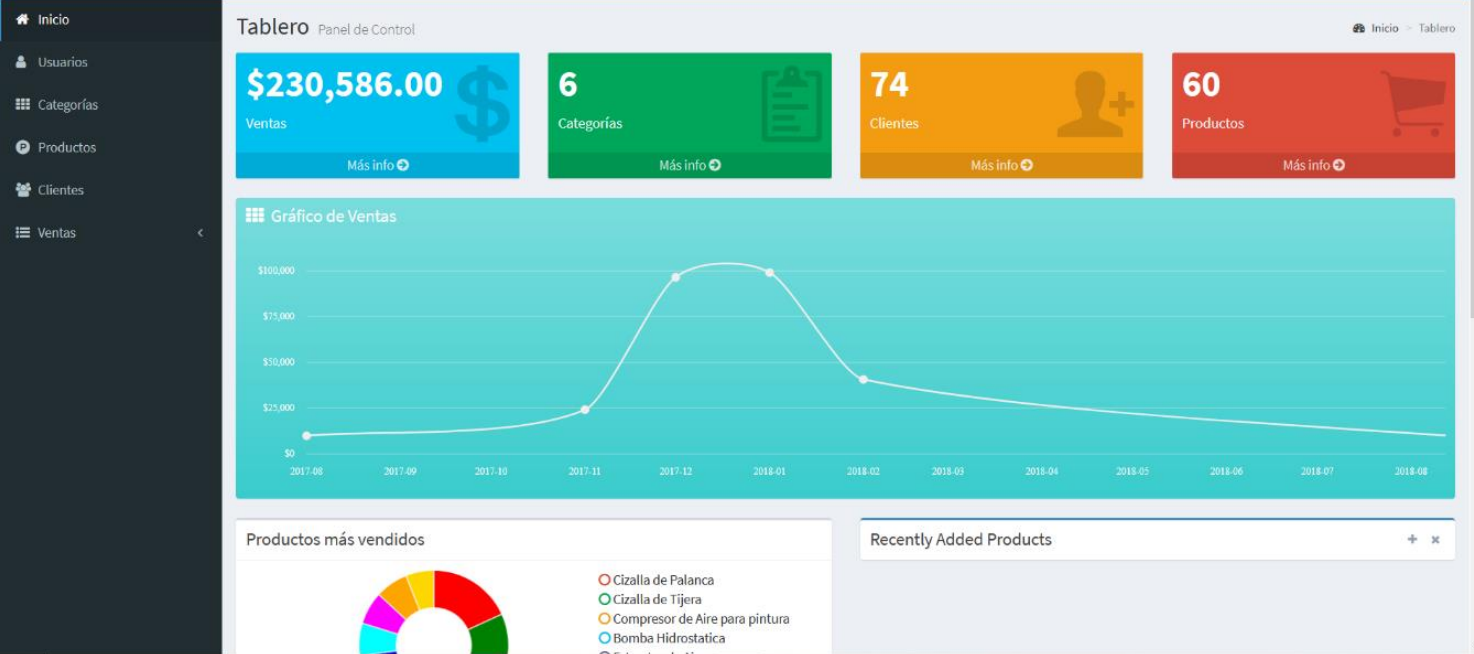 Inicio
Usuarios
Categorías
Productos
Clientes
Ventas
Tablero Panel de Control
Inicio > Tablero
$230,586.00
Ventas
Más info
6
Categorías
Más info
74
Clientes
Más info
60
Productos
Más info
Gráfico de Ventas
$100,000
$75,000
$50,000
$25,000
$0
2017-08 2017-09 2017-10 2017-11 2017-12 2018-01 2018-02 2018-03 2018-04 2018-05 2018-06 2018-07 2018-08
Productos más vendidos
Cizalla de Palanca
Cizalla de Tijera
Compresor de Aire para pintura
Bomba Hidrostatica
Recently Added Products